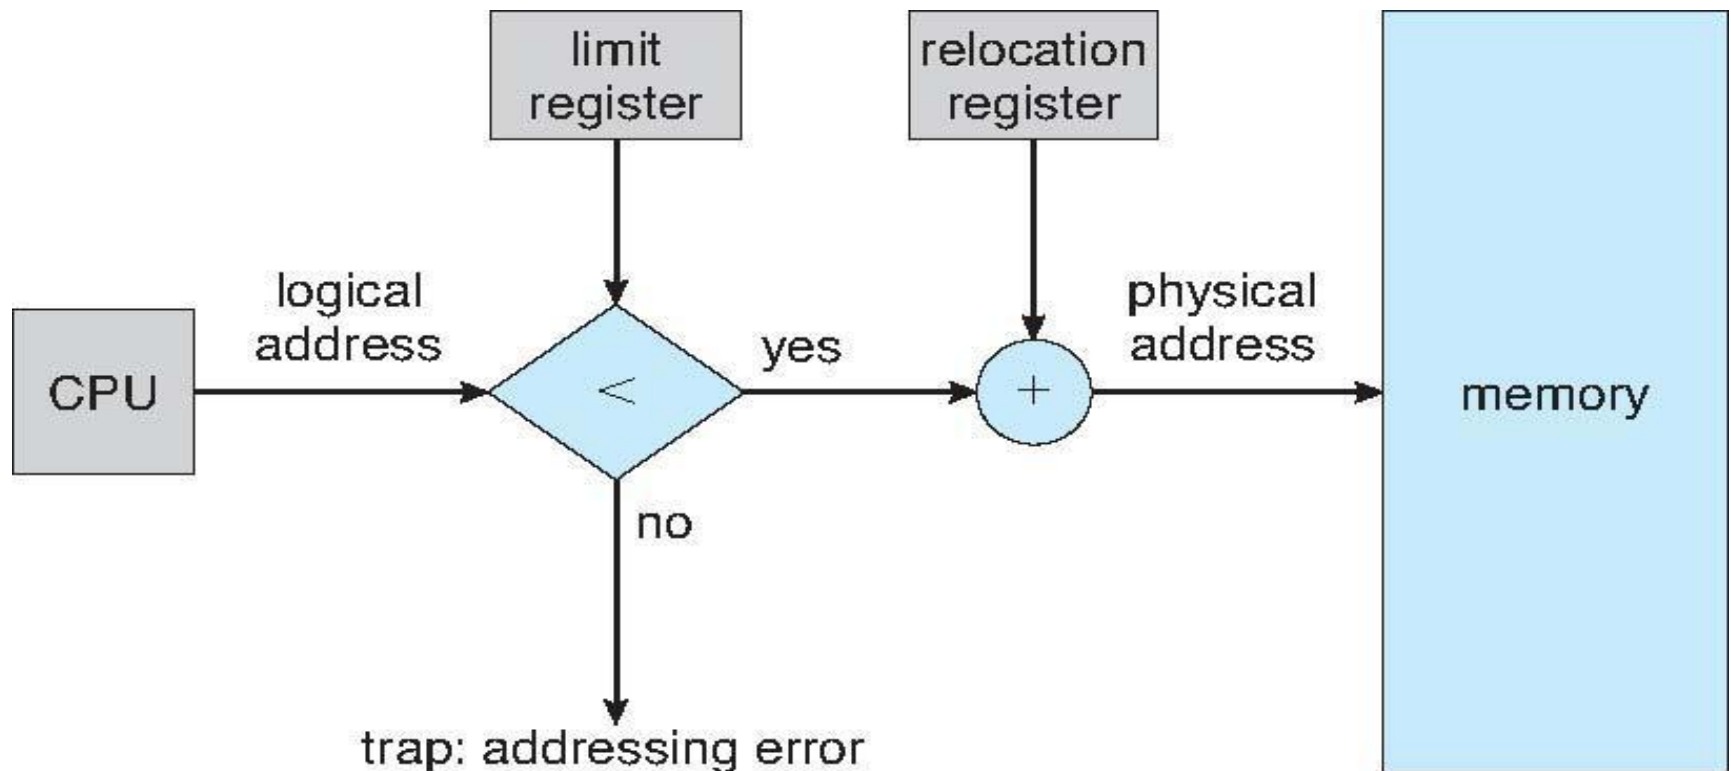 limit
register
relocation
register
logical
address
yes
physical
address
CPU
<
+
memory
no
trap: addressing error